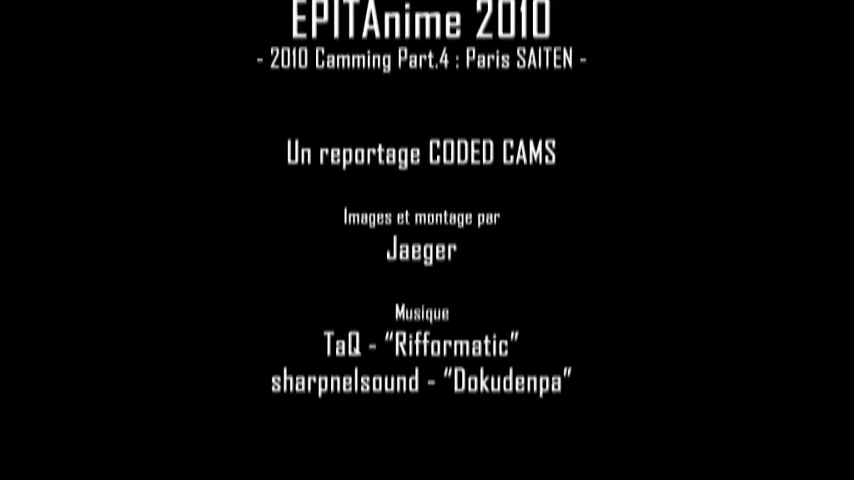 EPITAnime 2010
- 2010 Camming Part.4 : Paris SAITEN -
Un reportage CODED CAMS
Images et montage par
Jaeger
Musique
TaQ - “Rifformatic”
sharpnelsound - “Dokudenpa”